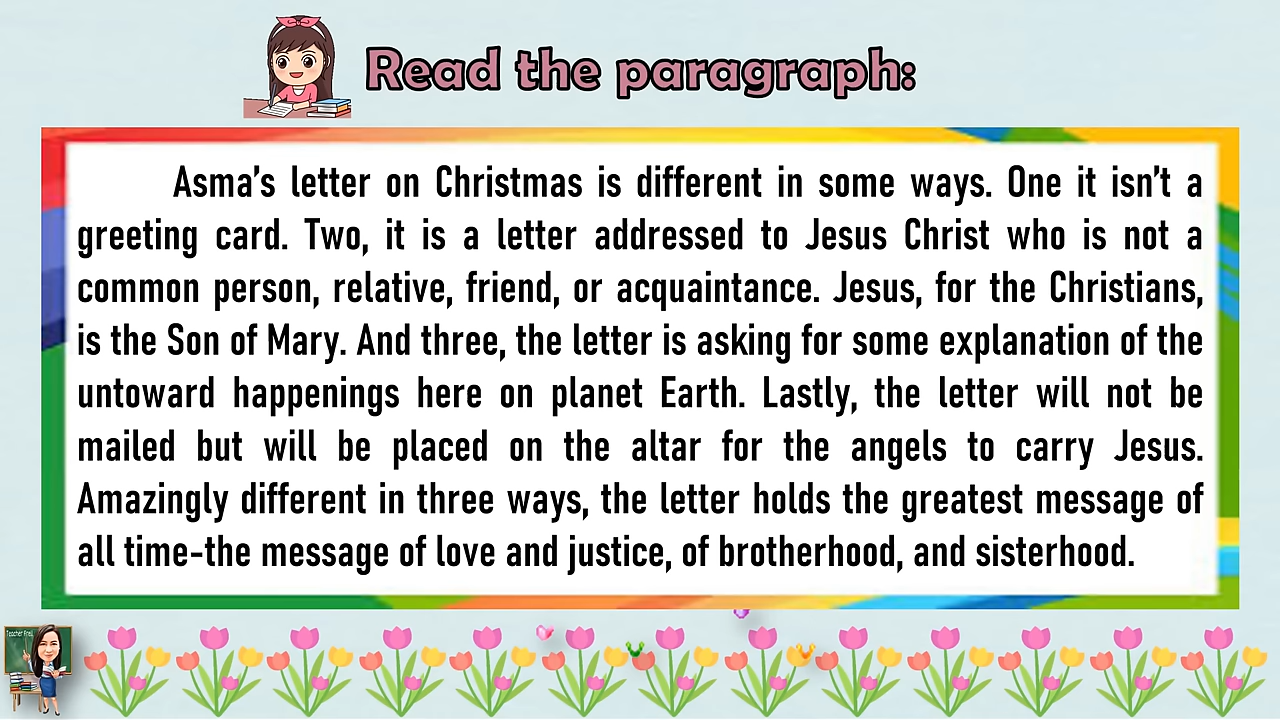 Read the paragraph:
Asma’s letter on Christmas is different in some ways. One it isn’t a
greeting card. Two, it is a letter addressed to Jesus Christ who is not a
common person, relative, friend, or acquaintance. Jesus, for the Christians,
is the Son of Mary. And three, the letter is asking for some explanation of the
untoward happenings here on planet Earth. Lastly, the letter will not be
mailed but will be placed on the altar for the angels to carry Jesus.
Amazingly different in three ways, the letter holds the greatest message of
all time-the message of love and justice, of brotherhood, and sisterhood.